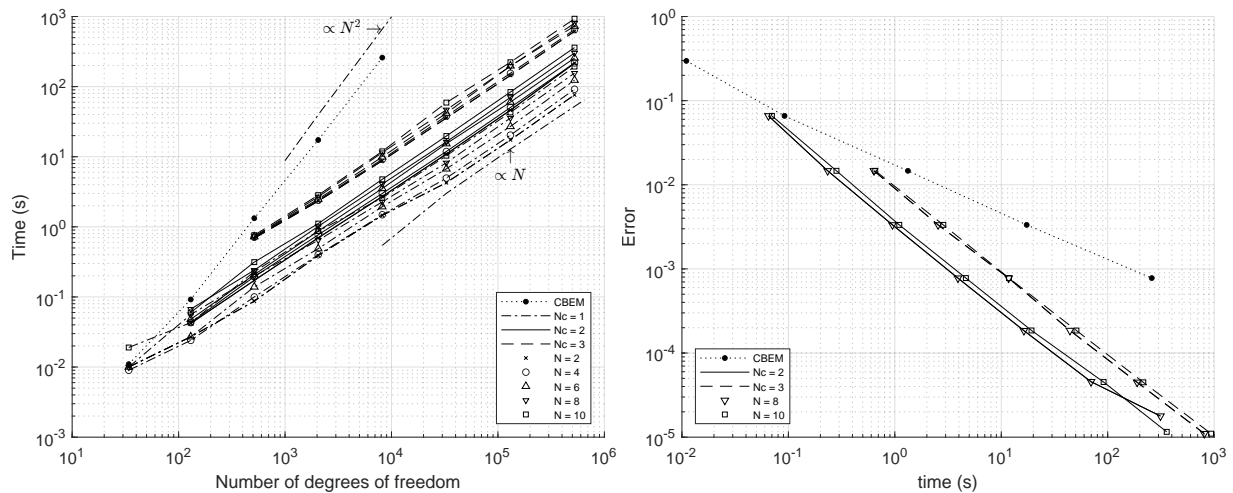 10^3
10^2
10^1
10^0
10^-1
10^-2
10^-3
Time (s)
∝ N^2 →
↑
∝ N
CBEM
Nc = 1
Nc = 2
Nc = 3
N = 2
N = 4
N = 6
N = 8
N = 10
10^1 10^2 10^3 10^4 10^5 10^6
Number of degrees of freedom
10^0
10^-1
10^-2
10^-3
10^-4
10^-5
Error
CBEM
Nc = 2
Nc = 3
N = 8
N = 10
10^-2 10^-1 10^0 10^1 10^2 10^3
time (s)